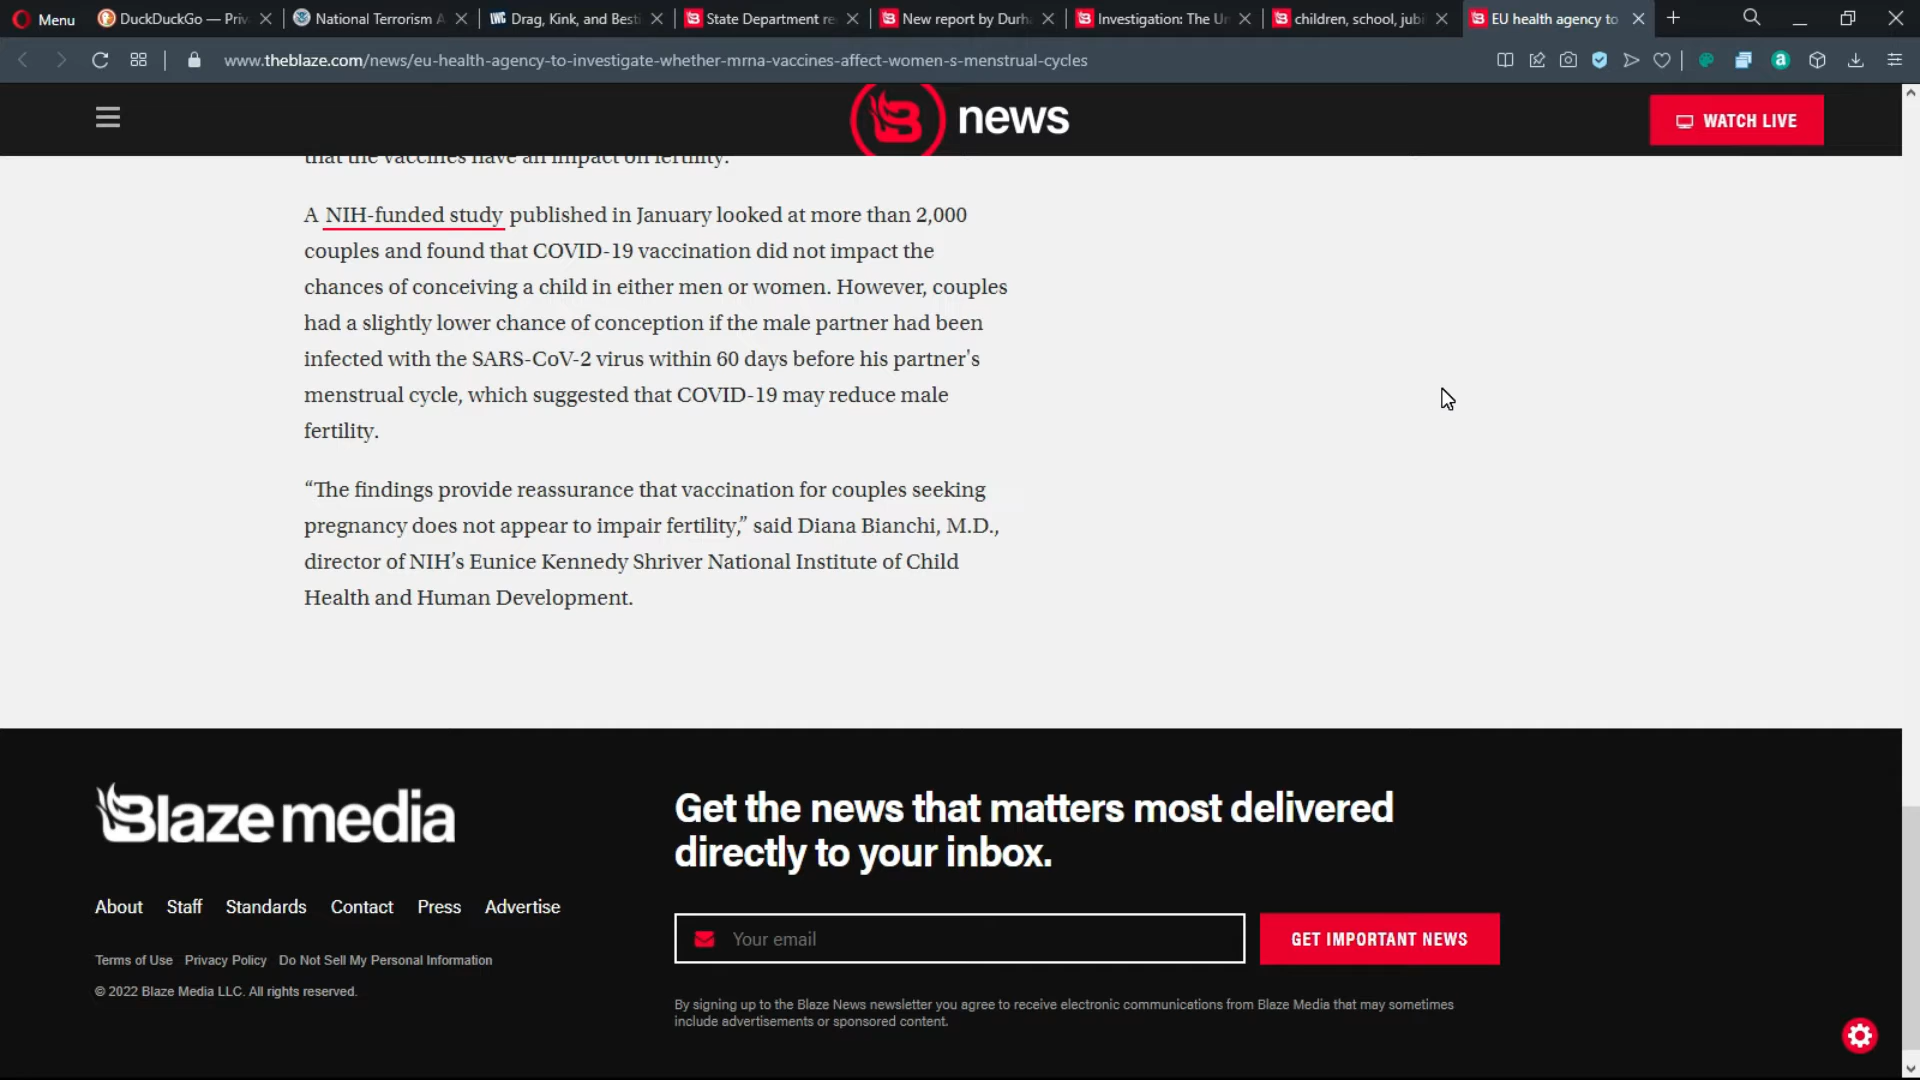 Menu
DuckDuckGo — Priv
National Terrorism A
Drag, Kink, and Besti
State Department re
New report by Durh
Investigation: The Un
children, school, jubi
EU health agency to
www.theblaze.com/news/eu-health-agency-to-investigate-whether-mrna-vaccines-affect-women-s-menstrual-cycles
news
WATCH LIVE
that the vaccines have an impact on fertility.
A NIH-funded study published in January looked at more than 2,000
couples and found that COVID-19 vaccination did not impact the
chances of conceiving a child in either men or women. However, couples
had a slightly lower chance of conception if the male partner had been
infected with the SARS-CoV-2 virus within 60 days before his partner's
menstrual cycle, which suggested that COVID-19 may reduce male
fertility.
“The findings provide reassurance that vaccination for couples seeking
pregnancy does not appear to impair fertility,” said Diana Bianchi, M.D.,
director of NIH’s Eunice Kennedy Shriver National Institute of Child
Health and Human Development.
Blaze media
About Staff Standards Contact Press Advertise
Terms of Use Privacy Policy Do Not Sell My Personal Information
© 2022 Blaze Media LLC. All rights reserved.
Get the news that matters most delivered
directly to your inbox.
Your email
GET IMPORTANT NEWS
By signing up to the Blaze News newsletter you agree to receive electronic communications from Blaze Media that may sometimes
include advertisements or sponsored content.